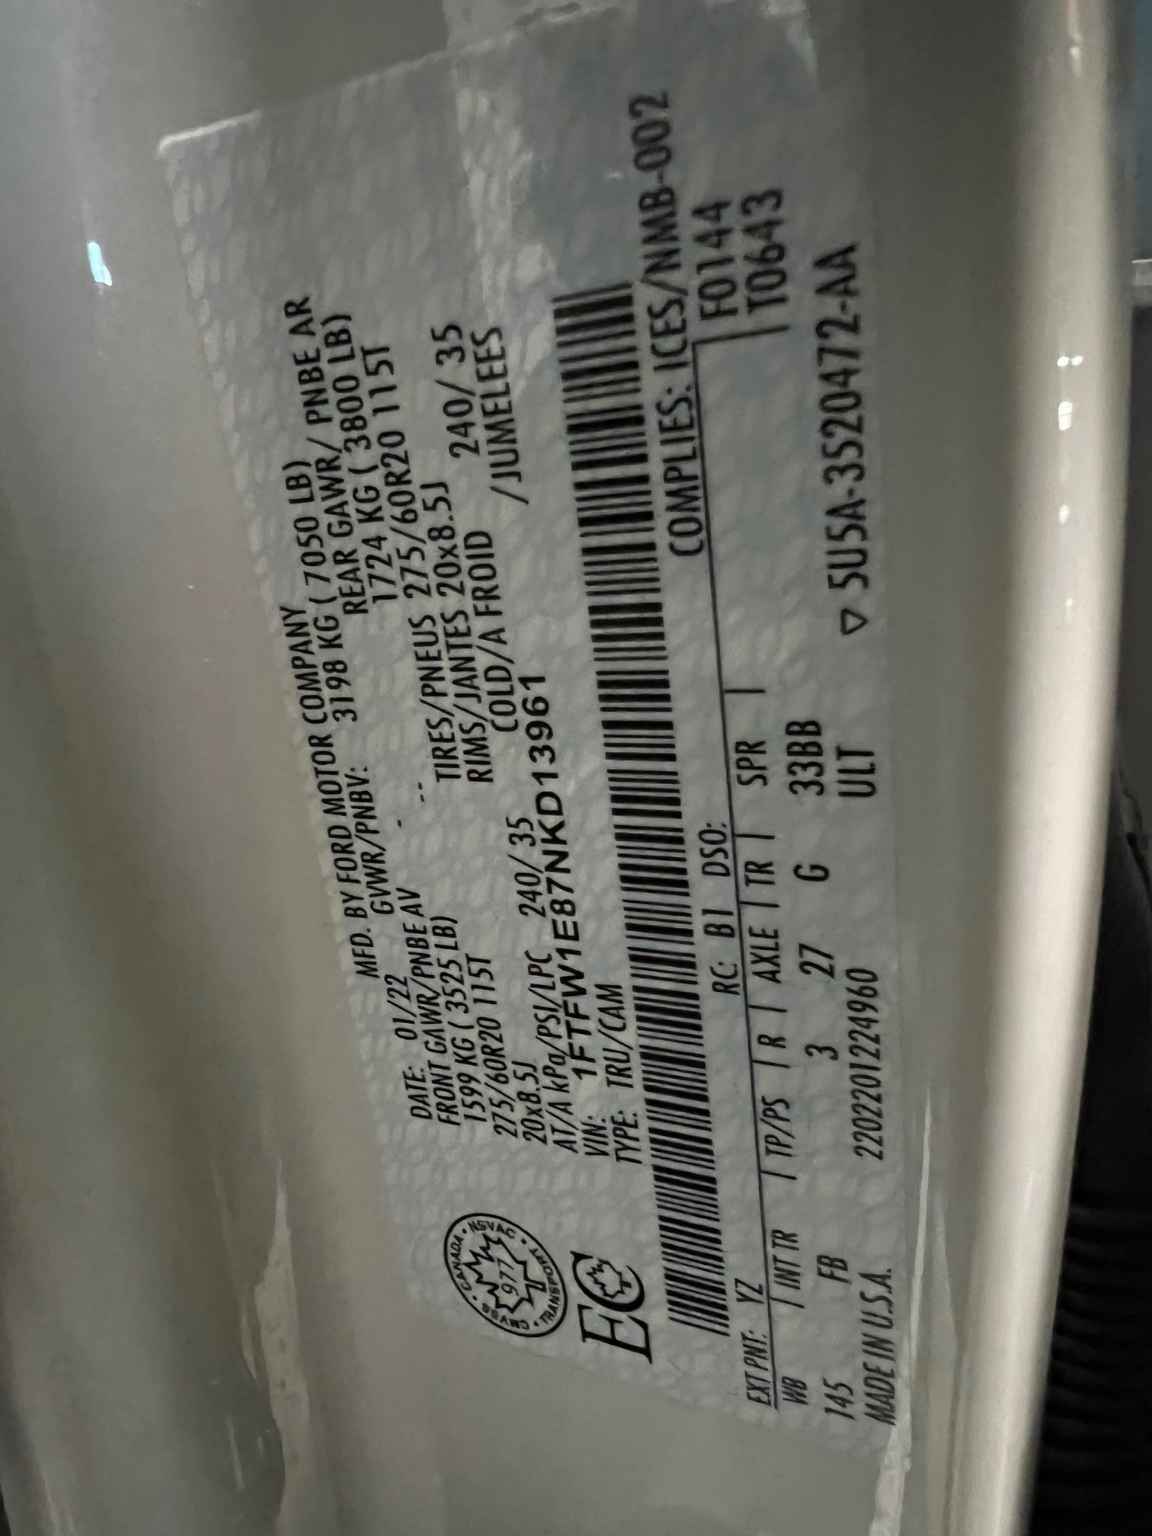 MFD. BY FORD MOTOR COMPANY
DATE: 01/22 GVWR/PNBV: 3198 KG ( 7050 LB)
FRONT GAWR/PNBE AV - -- REAR GAWR/ PNBE AR
1599 KG ( 3525 LB) 1724 KG ( 3800 LB)
275/60R20 115T TIRES/PNEUS 275/60R20 115T
20x8.5J RIMS/JANTES 20x8.5J
AT/A kPa/PSI/LPC 240/ 35 COLD/A FROID 240/ 35
VIN: 1FTFW1E87NKD13961 /JUMELEES
TYPE: TRU/CAM
CANADA • NSVAC • TRANSPORT • CMVSS •
977
EC
COMPLIES: ICES/NMB-002
EXT PNT: YZ RC: B1 DSO: F0144
WB | INT TR | TP/PS | R | AXLE | TR | SPR | T0643
145 FB 3 27 G 33BB
MADE IN U.S.A. 220220122496​0 ULT ▽ 5U5A-3520472-AA